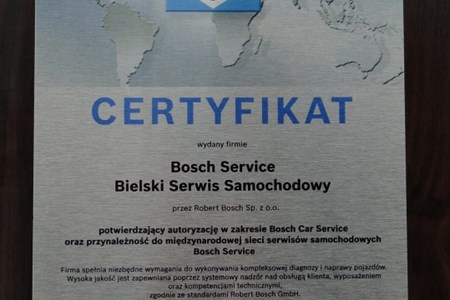 CERTYFIKAT
wydany firmie
Bosch Service
Bielski Serwis Samochodowy
przez Robert Bosch Sp. z o.o.
potwierdzający autoryzację w zakresie Bosch Car Service
oraz przynależność do międzynarodowej sieci serwisów samochodowych
Bosch Service
Firma spełnia niezbędne wymagania do wykonywania kompleksowej diagnozy i naprawy pojazdów.
Wysoka jakość jest zapewniana poprzez systemowy nadzór nad obsługą klienta, wyposażeniem
oraz kompetencjami technicznymi,
zgodnie ze standardami Robert Bosch GmbH.